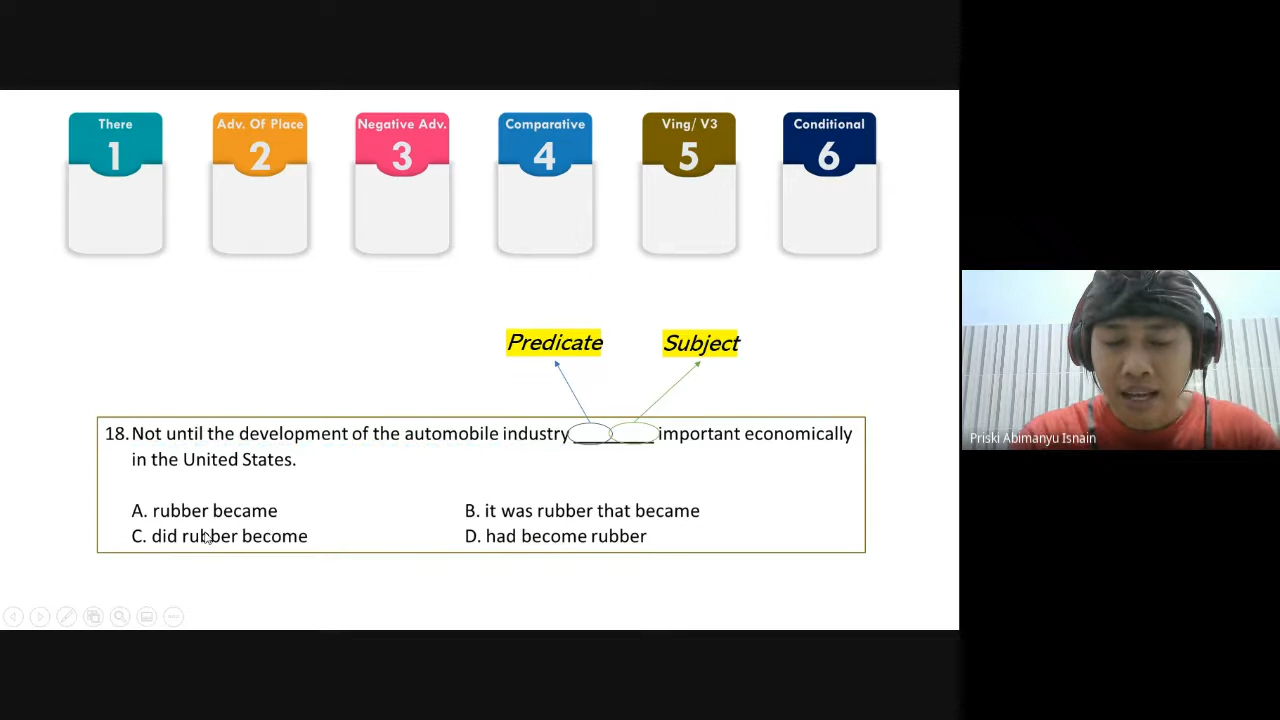 There
1
Adv. Of Place
2
Negative Adv.
3
Comparative
4
Ving/ V3
5
Conditional
6
Predicate
Subject
18. Not until the development of the automobile industry ________ important economically
in the United States.
A. rubber became
B. it was rubber that became
C. did rubber become
D. had become rubber
Priski Abimanyu Isnain